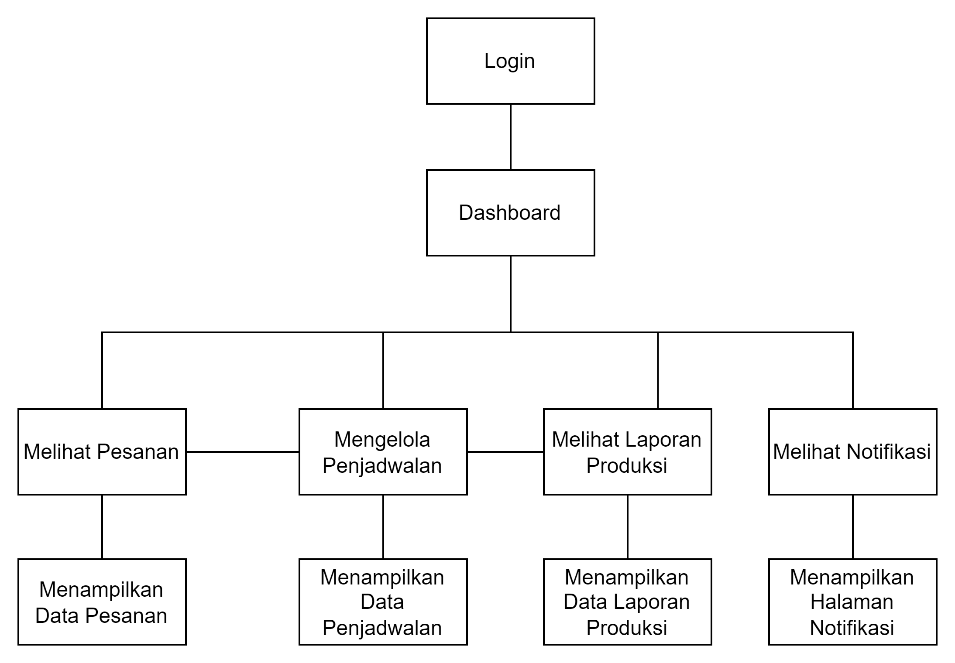 Login
Dashboard
Melihat Pesanan
Mengelola
Penjadwalan
Melihat Laporan
Produksi
Melihat Notifikasi
Menampilkan
Data Pesanan
Menampilkan
Data
Penjadwalan
Menampilkan
Data Laporan
Produksi
Menampilkan
Halaman
Notifikasi